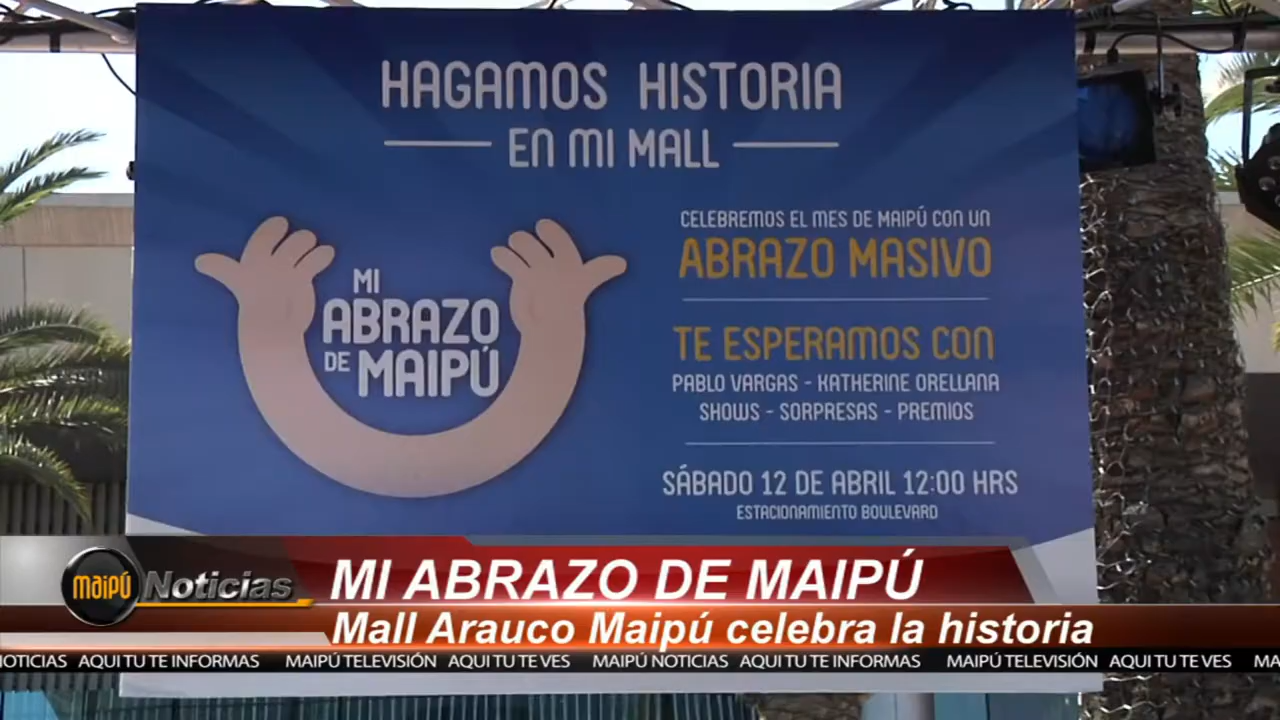 HAGAMOS HISTORIA
EN MI MALL
MI
ABRAZO
DE MAIPÚ
CELEBREMOS EL MES DE MAIPÚ CON UN
ABRAZO MASIVO
TE ESPERAMOS CON
PABLO VARGAS - KATHERINE ORELLANA
SHOWS - SORPRESAS - PREMIOS
SÁBADO 12 DE ABRIL 12:00 HRS
ESTACIONAMIENTO BOULEVARD
MAIPÚ Noticias
MI ABRAZO DE MAIPÚ
Mall Arauco Maipú celebra la historia
NOTICIAS AQUI TU TE INFORMAS MAIPÚ TELEVISIÓN AQUI TU TE VES MAIPÚ NOTICIAS AQUI TU TE INFORMAS MAIPÚ TELEVISIÓN AQUI TU TE VES MA